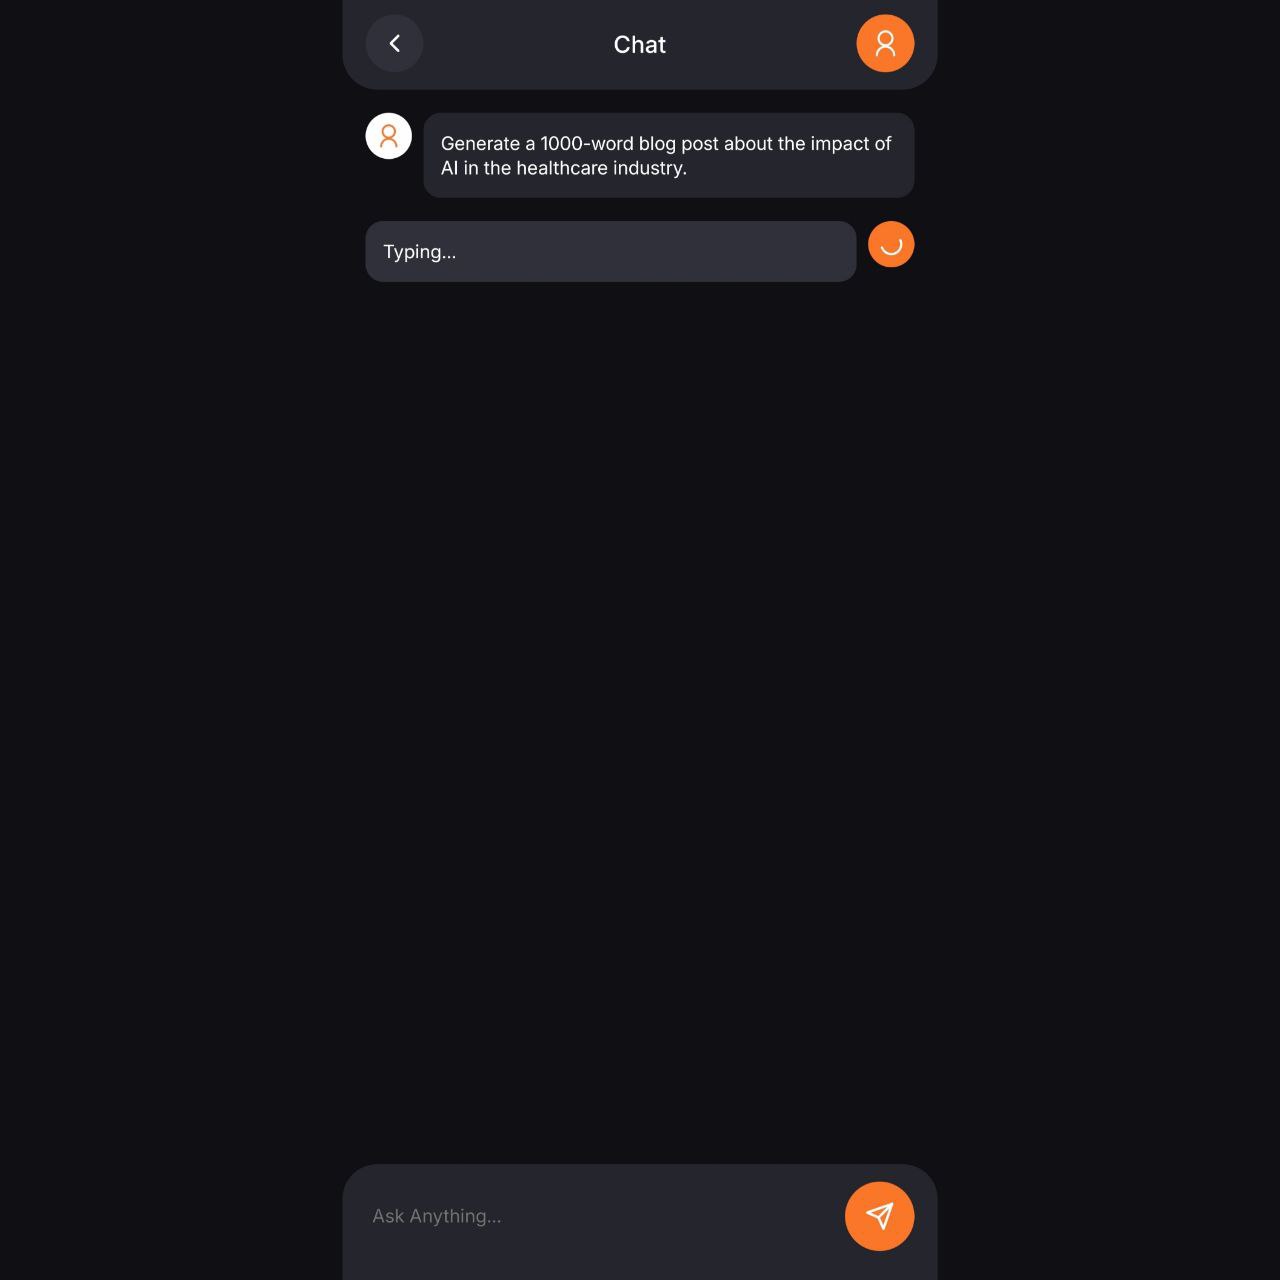 Chat
Generate a 1000-word blog post about the impact of
AI in the healthcare industry.
Typing...
Ask Anything...